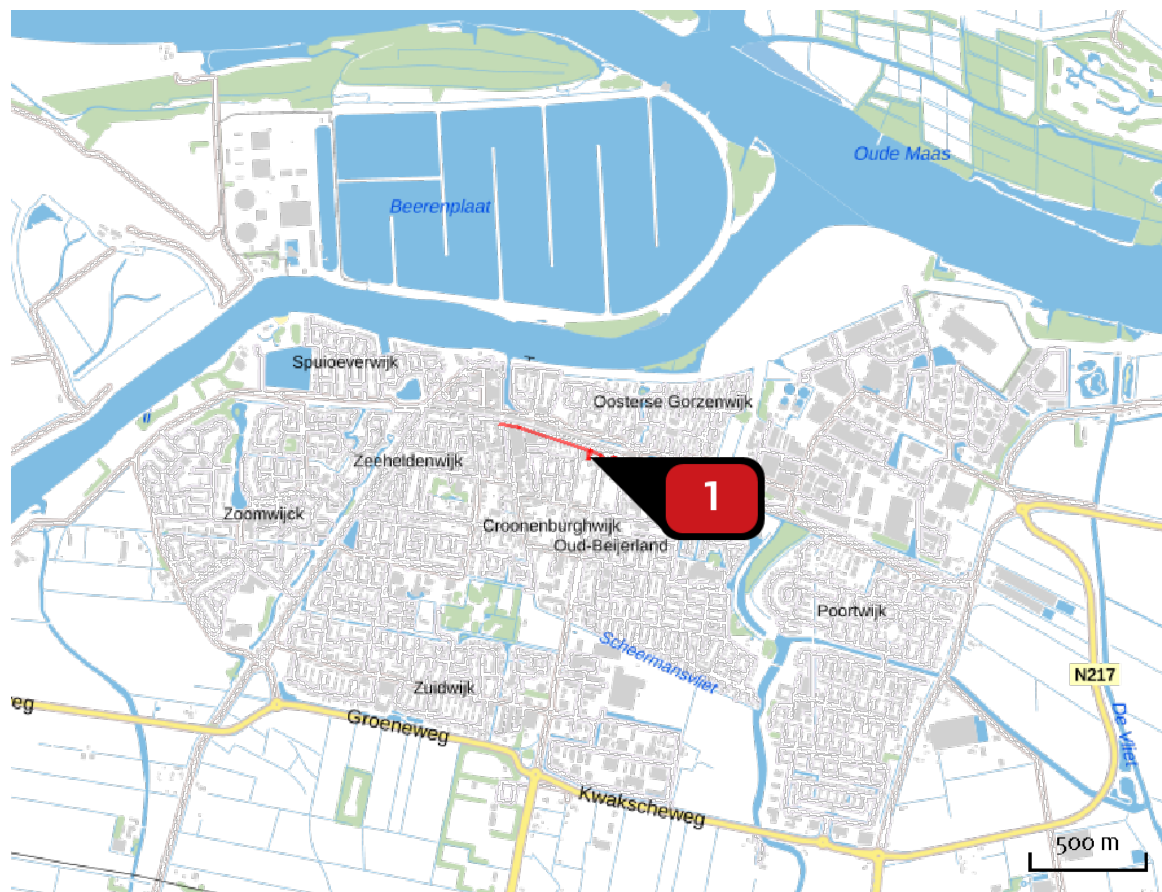 Oude Maas
Beerenplaat
Spuioeverwijk
Oosterse Gorzenwijk
Zeeheldenwijk
1
Zoomwijck
Croonenburghwijk
Oud-Beijerland
Poortwijk
Scheermansvliet
N217
Zuidwijk
eg
Groeneweg
De Vliet
Kwakscheweg
500 m